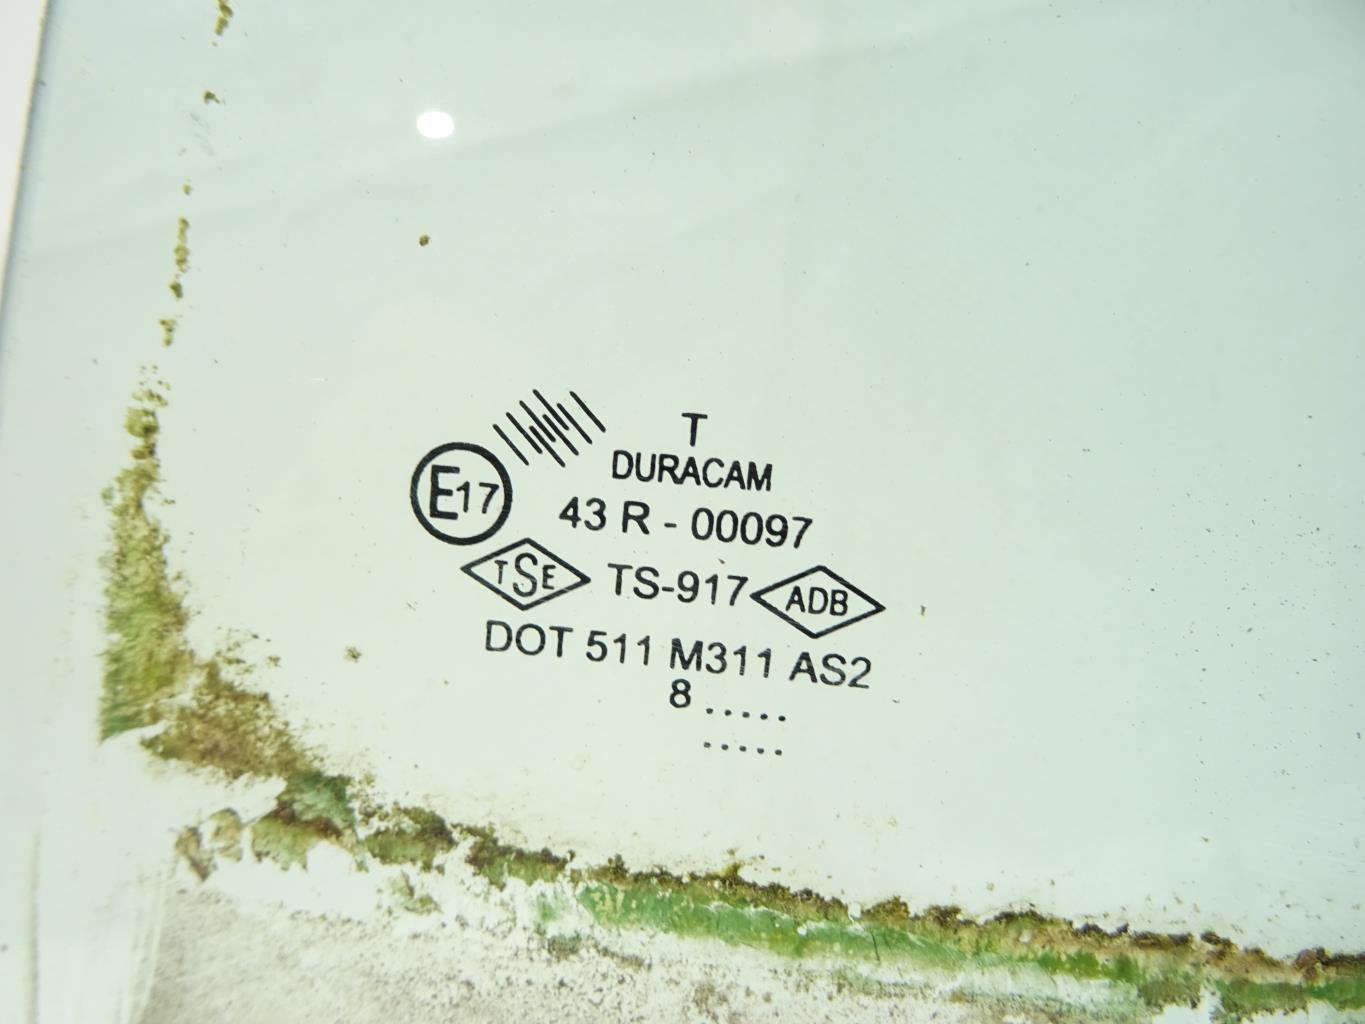 T
DURACAM
E17
43 R - 00097
TSE TS-917 ADB
DOT 511 M311 AS2
8 .....
.....